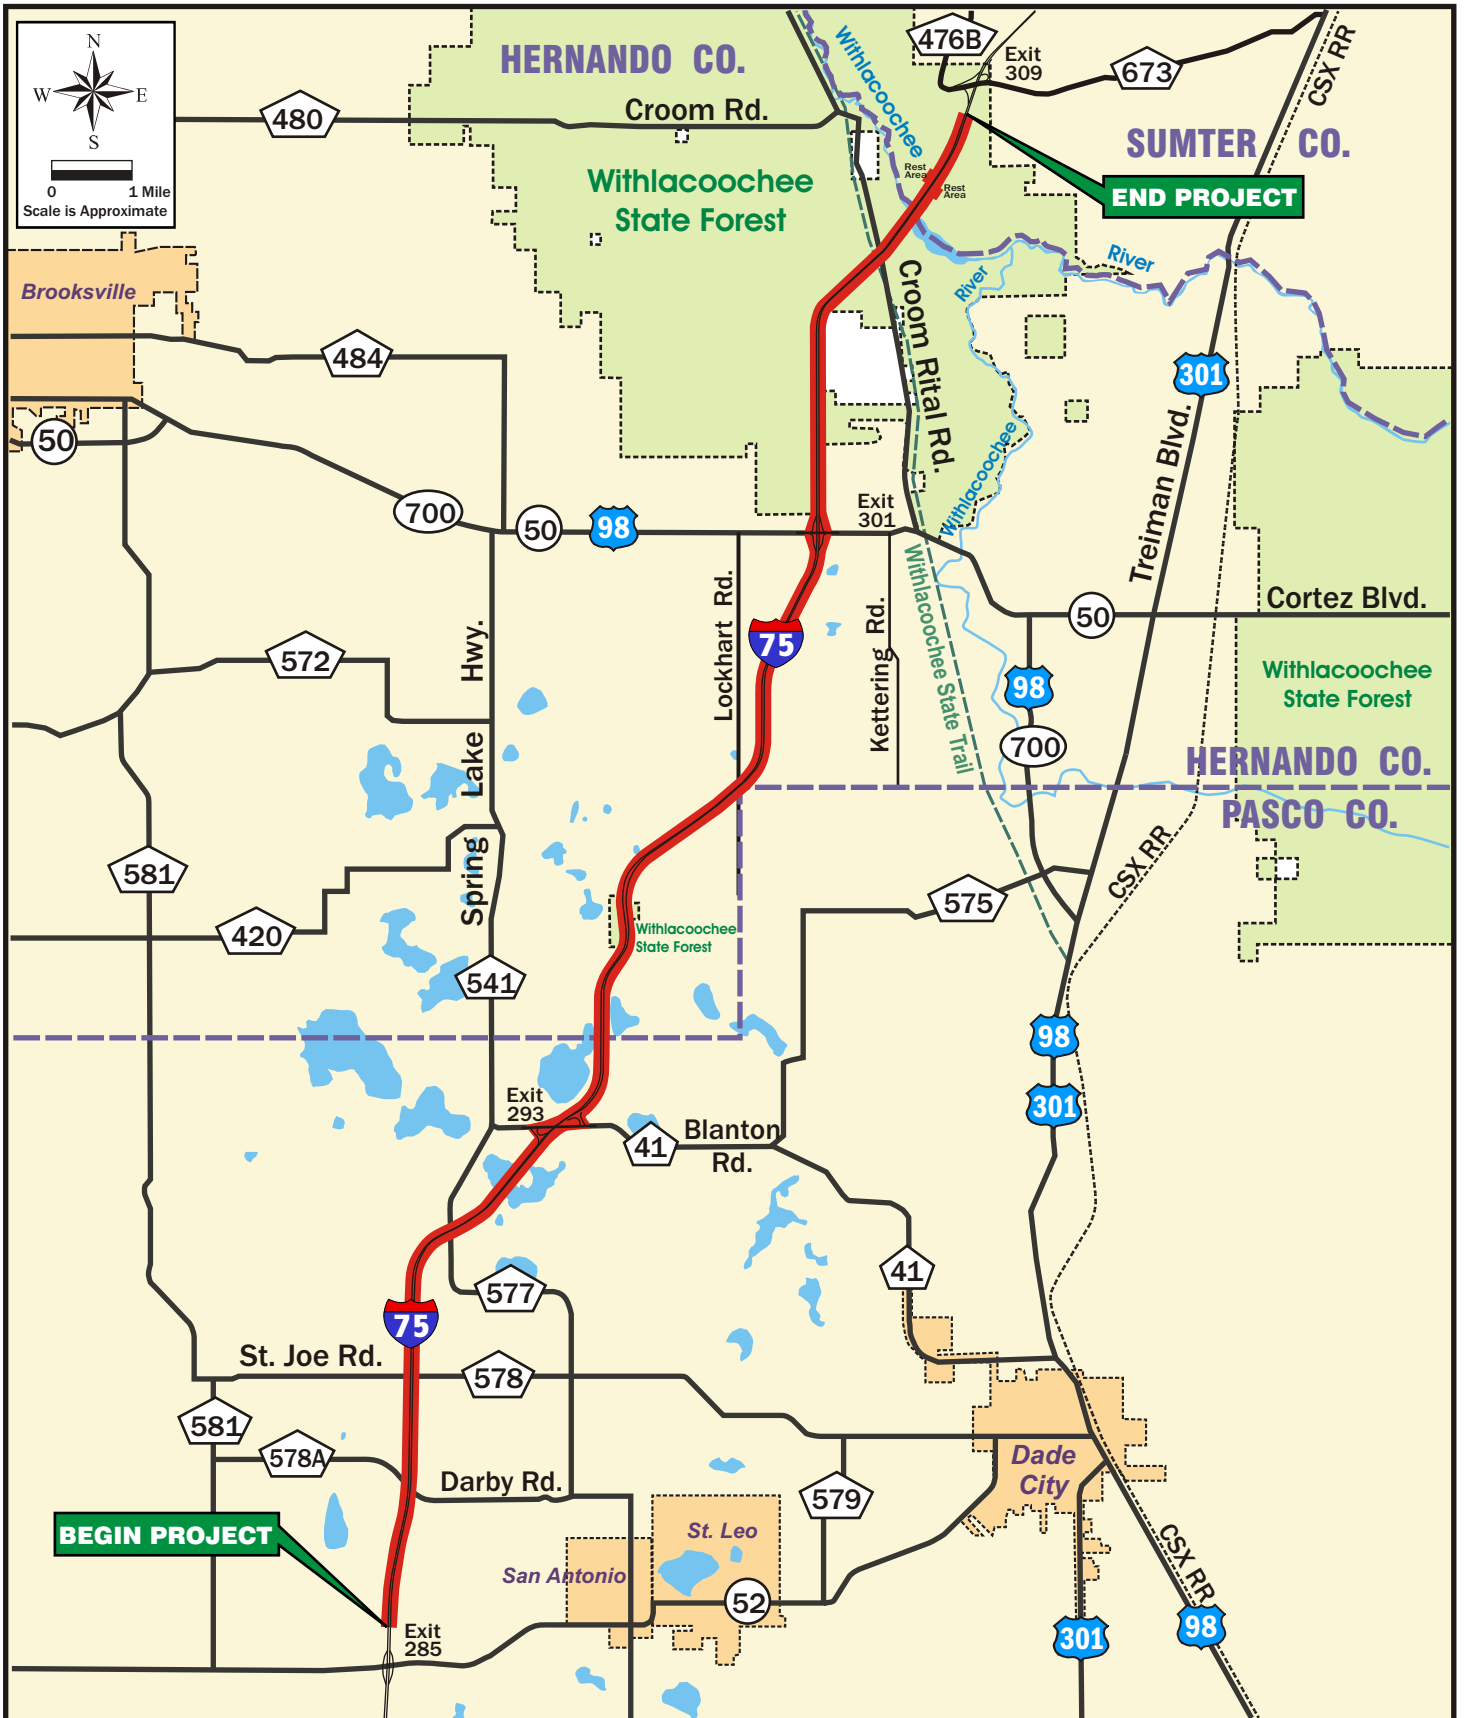 N
W
E
S
0
1 Mile
Scale is Approximate
HERNANDO CO.
Withlacoochee
476B
Exit
309
673
CSX RR
480
Croom Rd.
SUMTER CO.
Withlacoochee
State Forest
Rest
Area
Rest
Area
END PROJECT
River
River
Brooksville
484
Croom Rital Rd.
301
50
Treiman Blvd.
Withlacoochee
700
50
98
Exit
301
Lockhart Rd.
Kettering Rd.
Withlacoochee State Trail
75
Cortez Blvd.
50
572
Spring Lake Hwy.
98
Withlacoochee
State Forest
700
HERNANDO CO.
PASCO CO.
CSX RR
581
575
420
Withlacoochee
State Forest
541
98
301
Exit
293
41
Blanton
Rd.
41
577
75
St. Joe Rd.
578
581
578A
Darby Rd.
579
Dade
City
BEGIN PROJECT
St. Leo
San Antonio
52
CSX RR
Exit
285
301
98